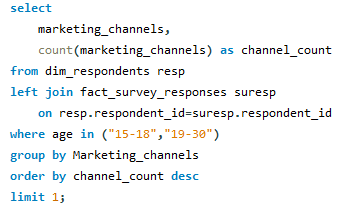 select
    marketing_channels,
    count(marketing_channels) as channel_count
from dim_respondents resp
left join fact_survey_responses suresp
    on resp.respondent_id=suresp.respondent_id
where age in ("15-18","19-30")
group by Marketing_channels
order by channel_count desc
limit 1;